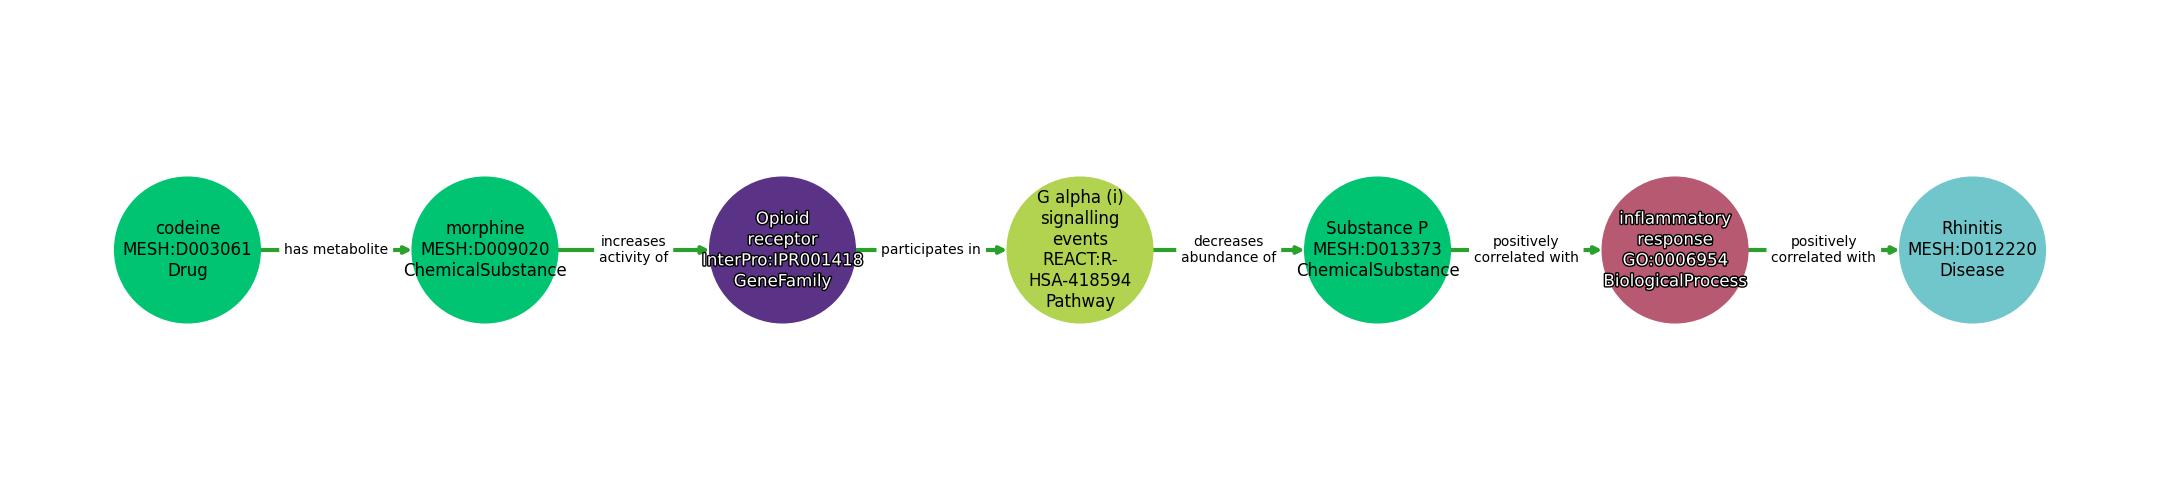 codeine
MESH:D003061
Drug
has metabolite
morphine
MESH:D009020
ChemicalSubstance
increases
activity of
Opioid
receptor
InterPro:IPR001418
GeneFamily
participates in
G alpha (i)
signalling
events
REACT:R-
HSA-418594
Pathway
decreases
abundance of
Substance P
MESH:D013373
ChemicalSubstance
positively
correlated with
inflammatory
response
GO:0006954
BiologicalProcess
positively
correlated with
Rhinitis
MESH:D012220
Disease